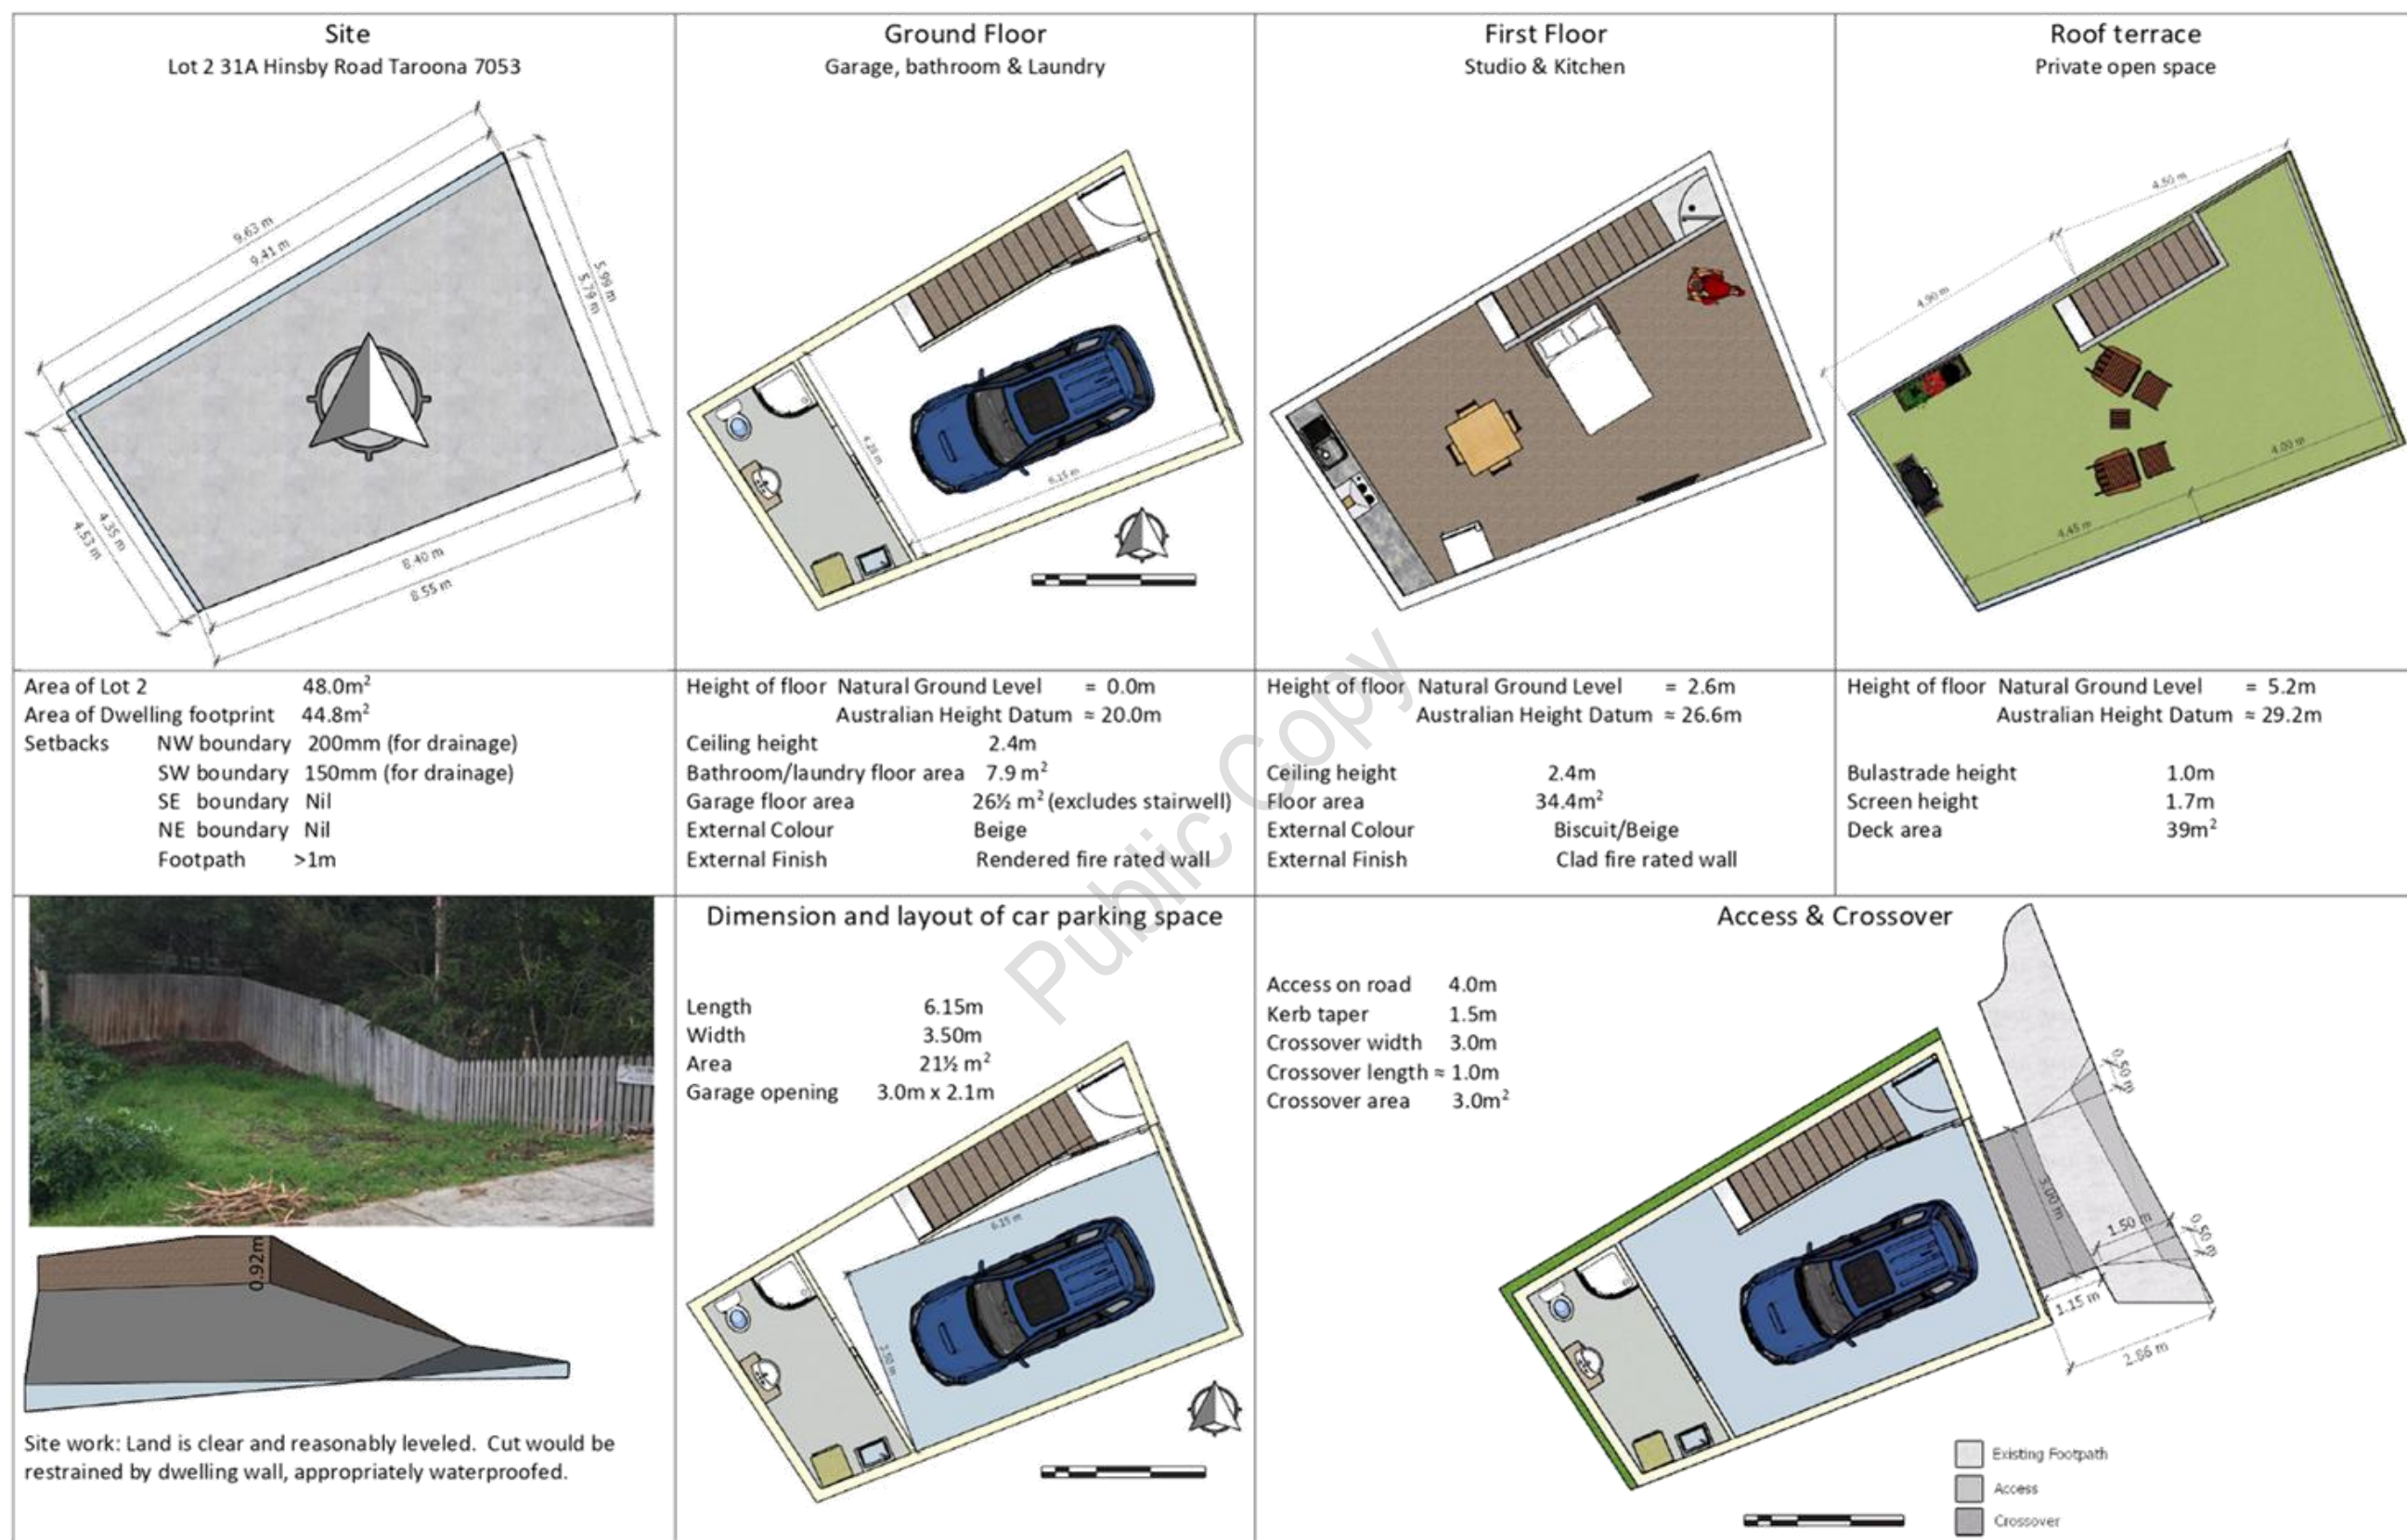 Site
Lot 2 31A Hinsby Road Taroona 7053
9.63 m
9.41 m
5.99 m
5.79 m
4.53 m
4.35 m
8.40 m
8.55 m
Ground Floor
Garage, bathroom & Laundry
4.20 m
6.15 m
First Floor
Studio & Kitchen
Roof terrace
Private open space
4.50 m
4.90 m
4.00 m
4.45 m
Area of Lot 2 48.0m²
Area of Dwelling footprint 44.8m²
Setbacks NW boundary 200mm (for drainage)
SW boundary 150mm (for drainage)
SE boundary Nil
NE boundary Nil
Footpath >1m
Height of floor Natural Ground Level = 0.0m
Australian Height Datum ≈ 20.0m
Ceiling height 2.4m
Bathroom/laundry floor area 7.9 m²
Garage floor area 26½ m² (excludes stairwell)
External Colour Beige
External Finish Rendered fire rated wall
Height of floor Natural Ground Level = 2.6m
Australian Height Datum ≈ 26.6m
Ceiling height 2.4m
Floor area 34.4m²
External Colour Biscuit/Beige
External Finish Clad fire rated wall
Height of floor Natural Ground Level = 5.2m
Australian Height Datum ≈ 29.2m
Bulastrade height 1.0m
Screen height 1.7m
Deck area 39m²
Public Copy
0.92m
Site work: Land is clear and reasonably leveled. Cut would be
restrained by dwelling wall, appropriately waterproofed.
Dimension and layout of car parking space
Length 6.15m
Width 3.50m
Area 21½ m²
Garage opening 3.0m x 2.1m
6.15 m
3.50 m
Access & Crossover
Access on road 4.0m
Kerb taper 1.5m
Crossover width 3.0m
Crossover length ≈ 1.0m
Crossover area 3.0m²
0.50 m
3.00 m
1.50 m
0.50 m
1.15 m
2.86 m
Existing Footpath
Access
Crossover